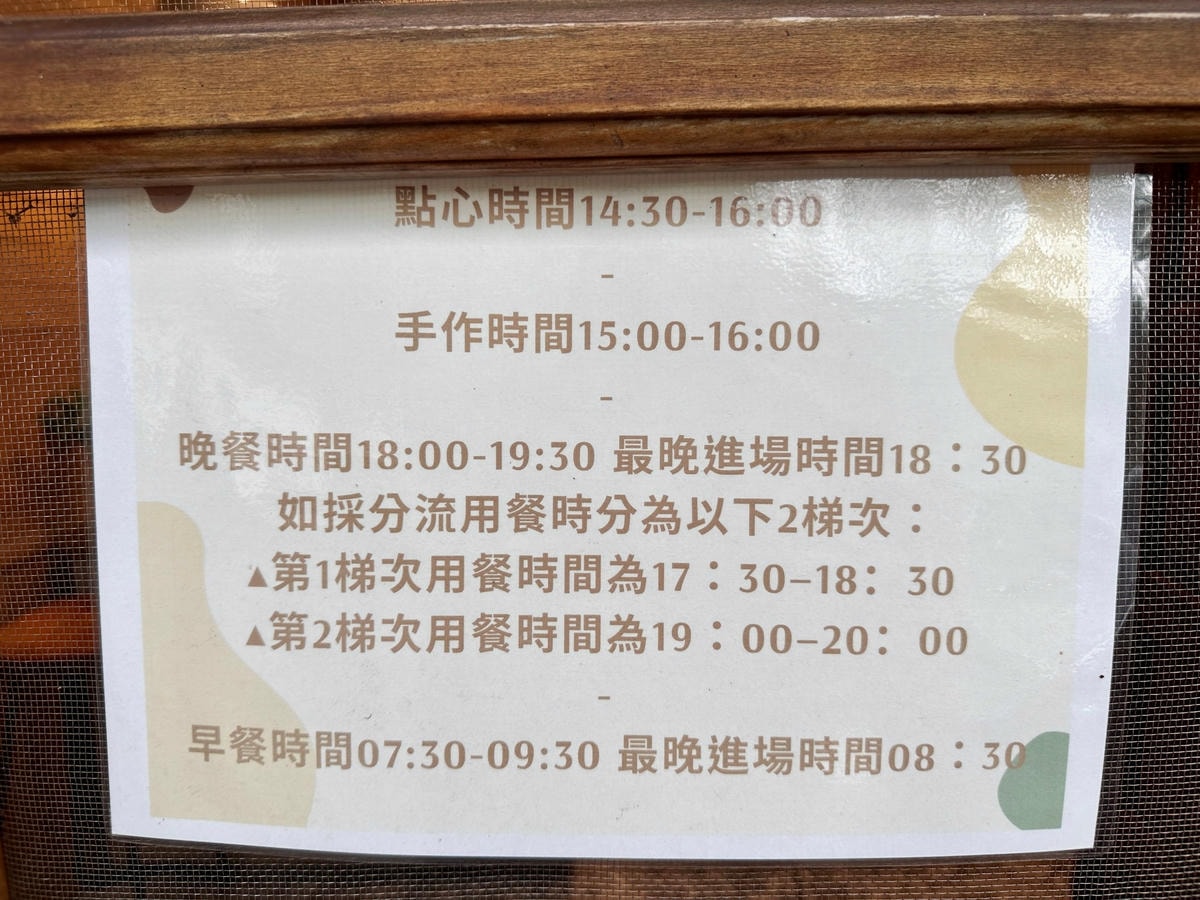 點心時間14:30-16:00
-
手作時間15:00-16:00
-
晚餐時間18:00-19:30 最晚進場時間18：30
如採分流用餐時分為以下2梯次：
▲第1梯次用餐時間為17：30–18：30
▲第2梯次用餐時間為19：00–20：00
-
早餐時間07:30-09:30 最晚進場時間08：30